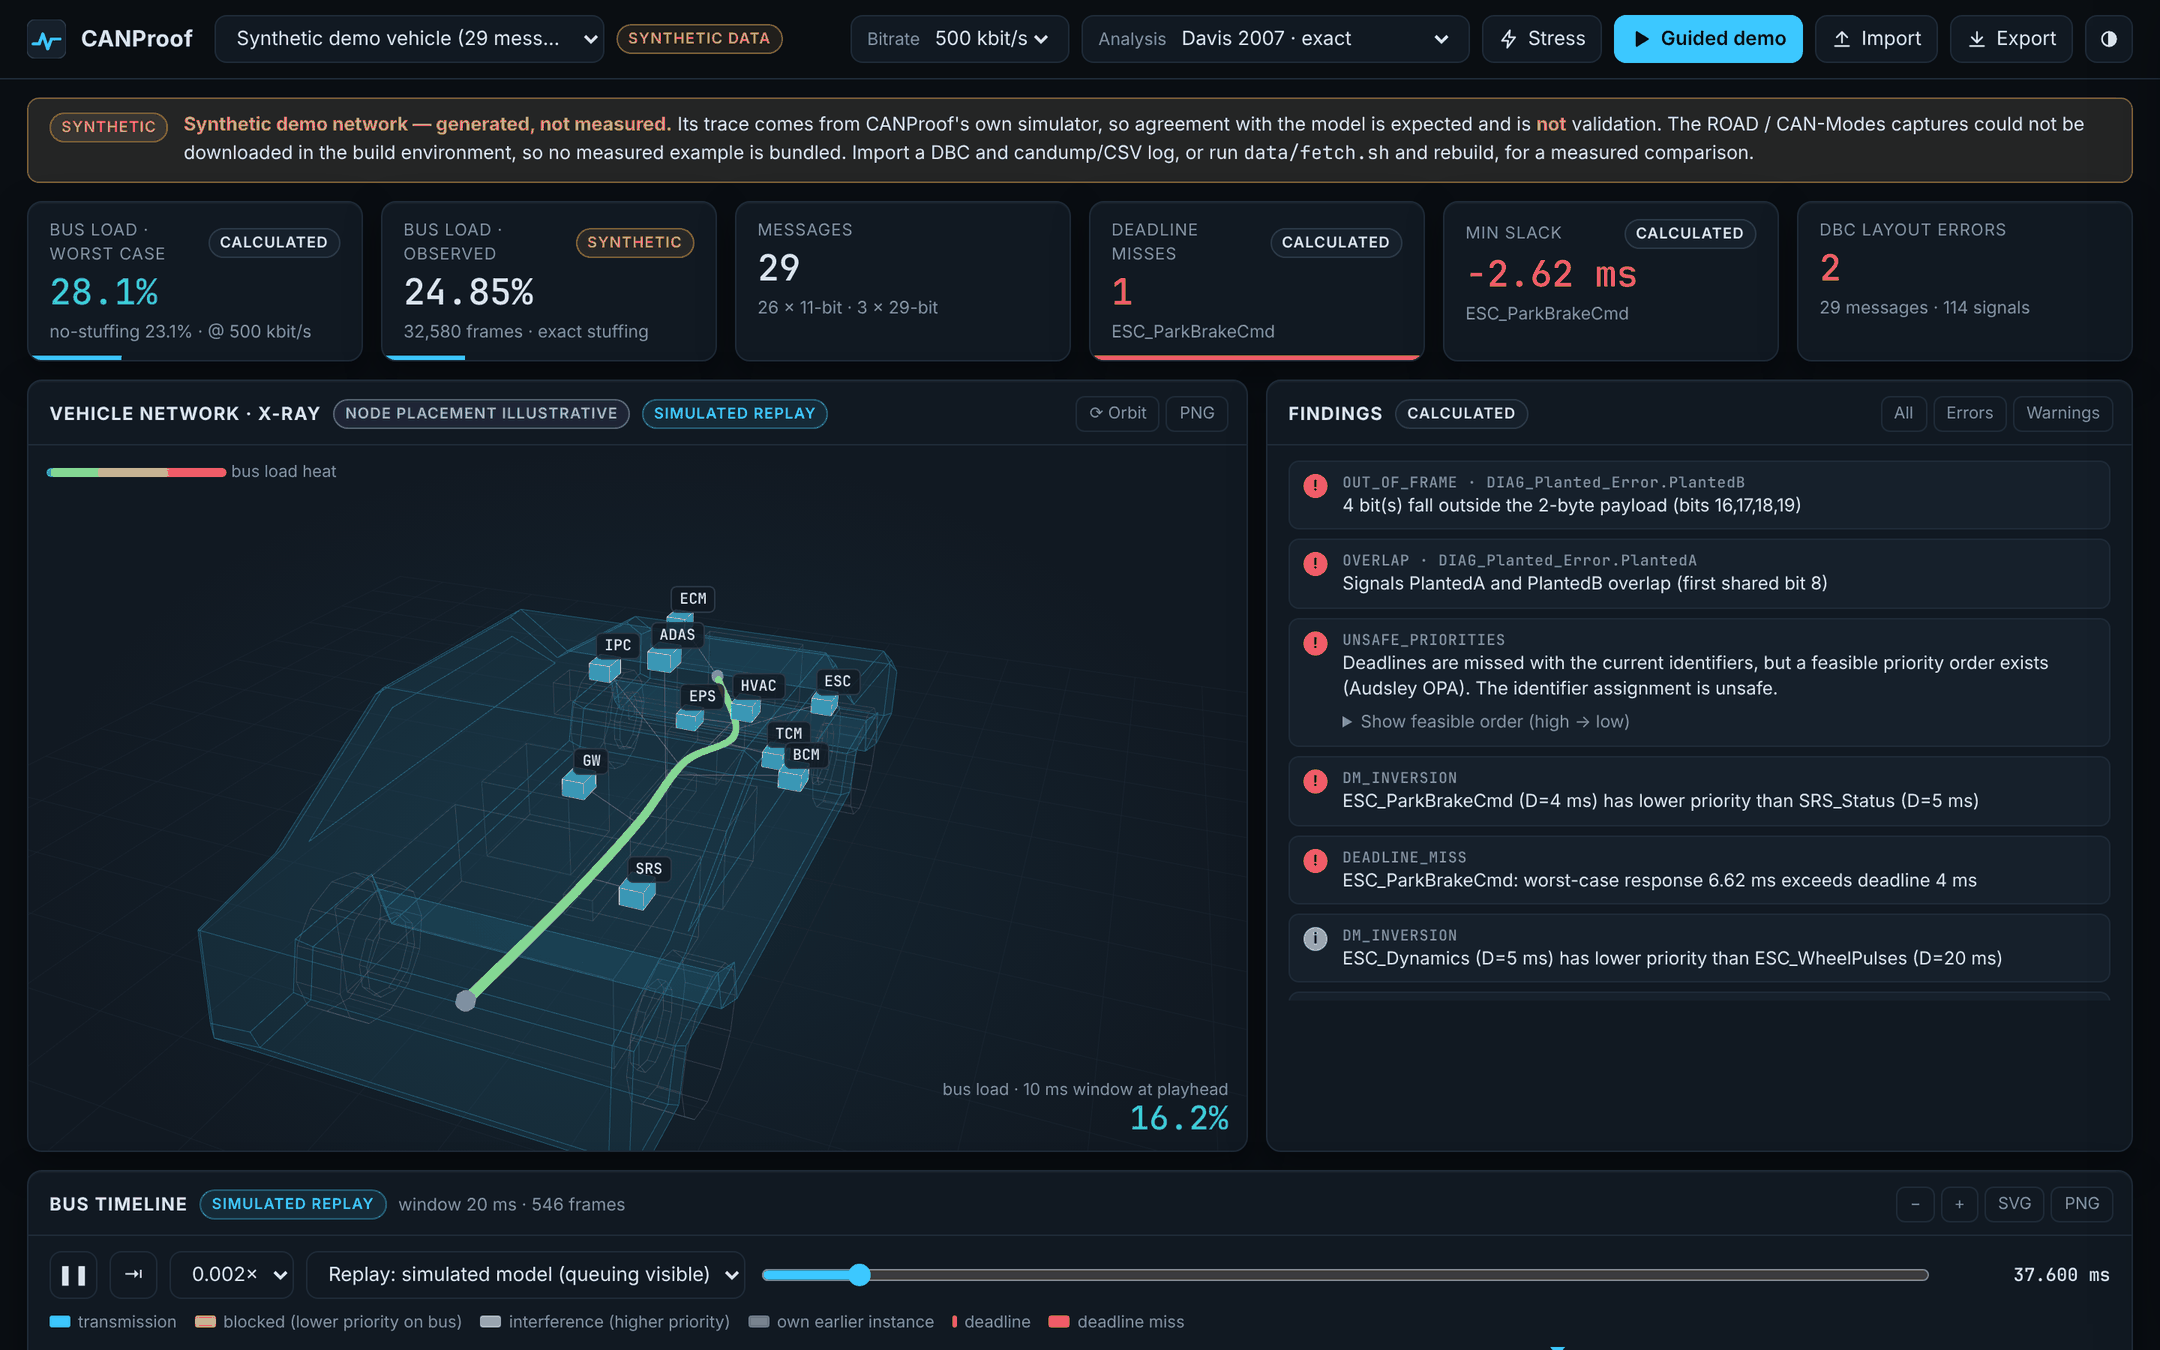 CANProof
Synthetic demo vehicle (29 mess...
SYNTHETIC DATA
Bitrate 500 kbit/s
Analysis Davis 2007 · exact
Stress
Guided demo
Import
Export
SYNTHETIC
Synthetic demo network — generated, not measured. Its trace comes from CANProof's own simulator, so agreement with the model is expected and is not validation. The ROAD / CAN-Modes captures could not be
downloaded in the build environment, so no measured example is bundled. Import a DBC and candump/CSV log, or run data/fetch.sh and rebuild, for a measured comparison.
BUS LOAD ·
WORST CASE
CALCULATED
28.1%
no-stuffing 23.1% · @ 500 kbit/s
BUS LOAD ·
OBSERVED
SYNTHETIC
24.85%
32,580 frames · exact stuffing
MESSAGES
29
26 × 11-bit · 3 × 29-bit
DEADLINE
MISSES
CALCULATED
1
ESC_ParkBrakeCmd
MIN SLACK
CALCULATED
-2.62 ms
ESC_ParkBrakeCmd
DBC LAYOUT ERRORS
2
29 messages · 114 signals
VEHICLE NETWORK · X-RAY
NODE PLACEMENT ILLUSTRATIVE
SIMULATED REPLAY
⟳ Orbit
PNG
bus load heat
ECM
ADAS
IPC
ESC
HVAC
EPS
TCM
BCM
GW
SRS
bus load · 10 ms window at playhead
16.2%
FINDINGS
CALCULATED
All
Errors
Warnings
OUT_OF_FRAME · DIAG_Planted_Error.PlantedB
4 bit(s) fall outside the 2-byte payload (bits 16,17,18,19)
OVERLAP · DIAG_Planted_Error.PlantedA
Signals PlantedA and PlantedB overlap (first shared bit 8)
UNSAFE_PRIORITIES
Deadlines are missed with the current identifiers, but a feasible priority order exists
(Audsley OPA). The identifier assignment is unsafe.
▶ Show feasible order (high → low)
DM_INVERSION
ESC_ParkBrakeCmd (D=4 ms) has lower priority than SRS_Status (D=5 ms)
DEADLINE_MISS
ESC_ParkBrakeCmd: worst-case response 6.62 ms exceeds deadline 4 ms
DM_INVERSION
ESC_Dynamics (D=5 ms) has lower priority than ESC_WheelPulses (D=20 ms)
BUS TIMELINE
SIMULATED REPLAY
window 20 ms · 546 frames
−
+
SVG
PNG
0.002×
Replay: simulated model (queuing visible)
37.600 ms
transmission
blocked (lower priority on bus)
interference (higher priority)
own earlier instance
deadline
deadline miss